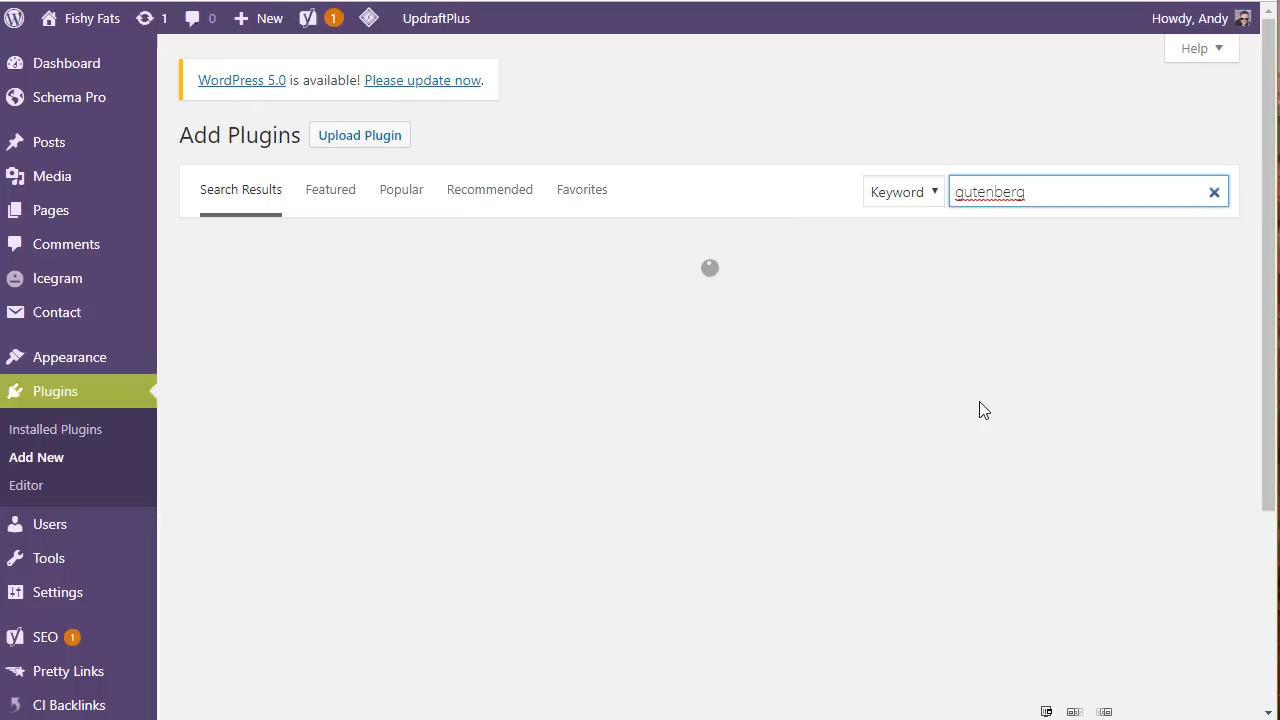 Fishy Fats 1 0 New 1 UpdraftPlus Howdy, Andy
Help
Dashboard
Schema Pro
Posts
Media
Pages
Comments
Icegram
Contact
Appearance
Plugins
Installed Plugins
Add New
Editor
Users
Tools
Settings
SEO 1
Pretty Links
CI Backlinks
WordPress 5.0 is available! Please update now.
Add Plugins Upload Plugin
Search Results Featured Popular Recommended Favorites Keyword gutenberg